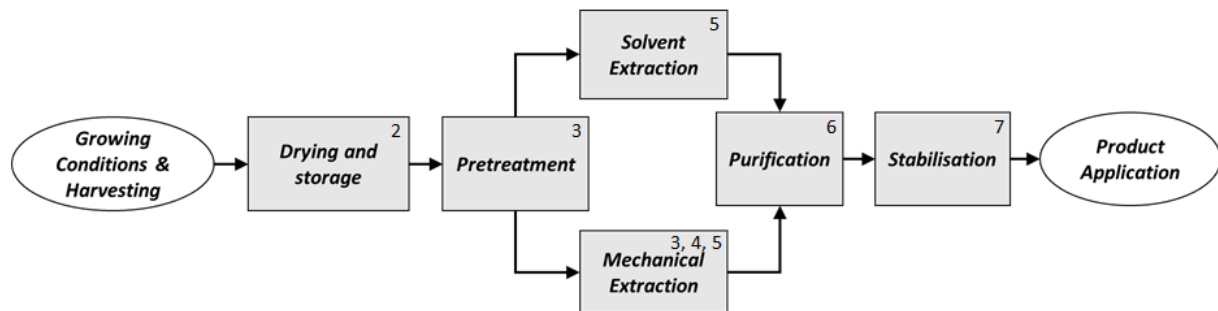 Growing
Conditions &
Harvesting
2
Drying and
storage
3
Pretreatment
5
Solvent
Extraction
3, 4, 5
Mechanical
Extraction
6
Purification
7
Stabilisation
Product
Application